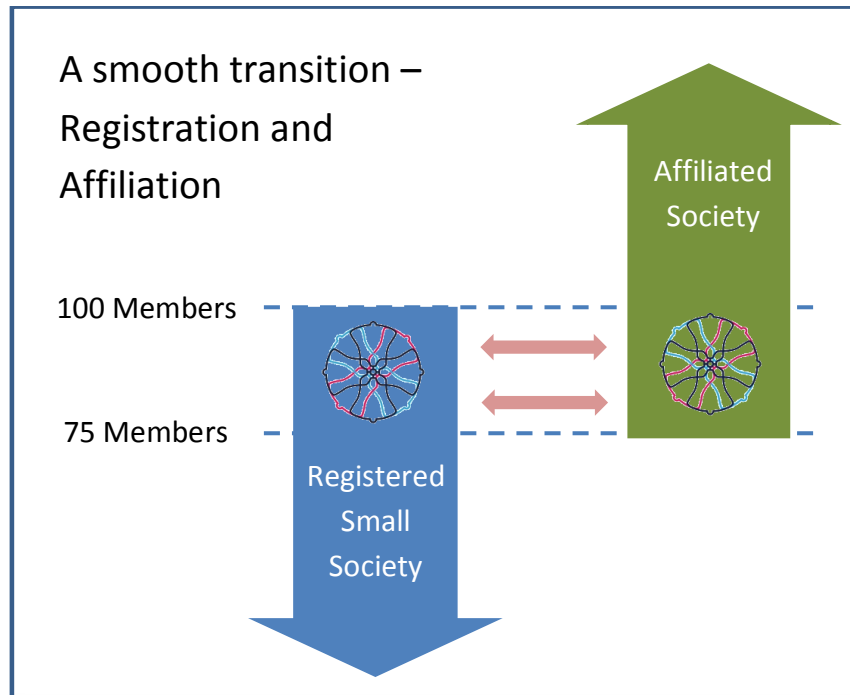 A smooth transition –
Registration and
Affiliation
Affiliated
Society
100 Members
75 Members
Registered
Small
Society